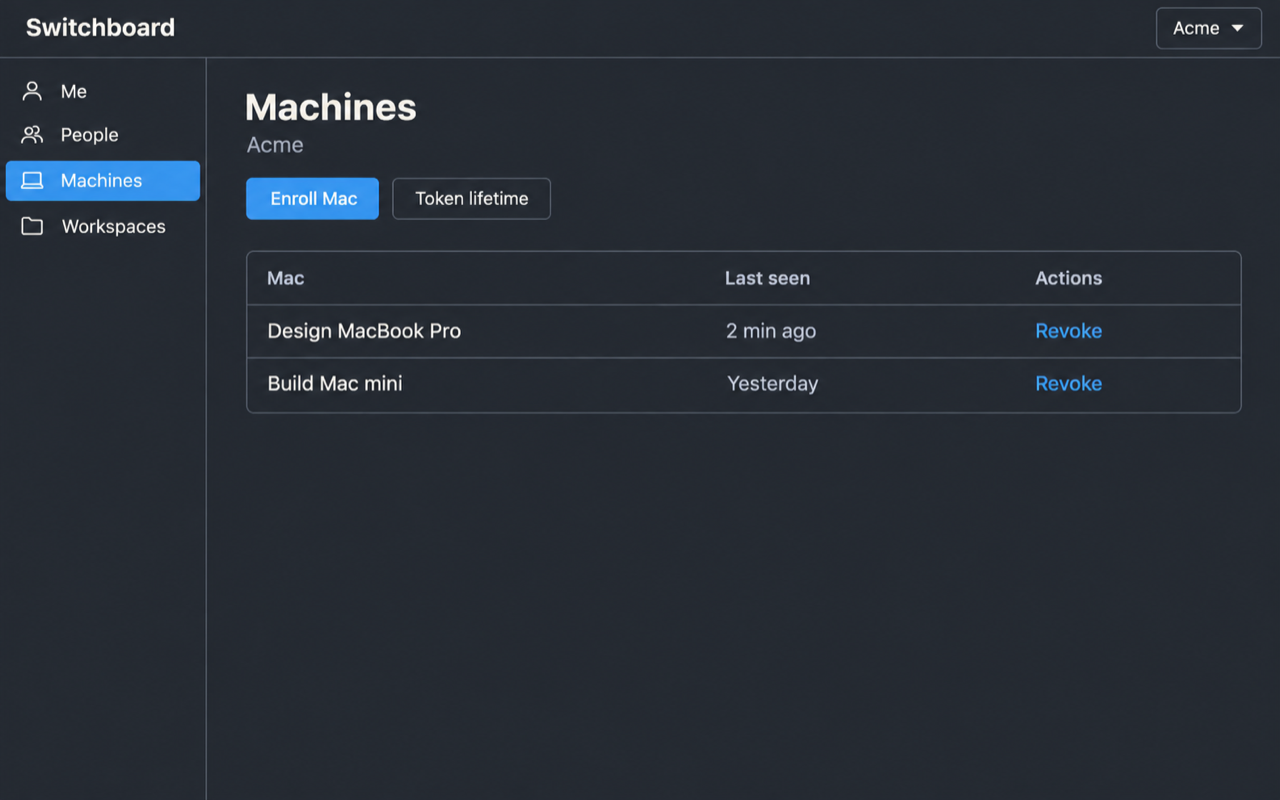 Switchboard
Acme
Me
People
Machines
Workspaces
Machines
Acme
Enroll Mac
Token lifetime
Mac Last seen Actions
Design MacBook Pro 2 min ago Revoke
Build Mac mini Yesterday Revoke